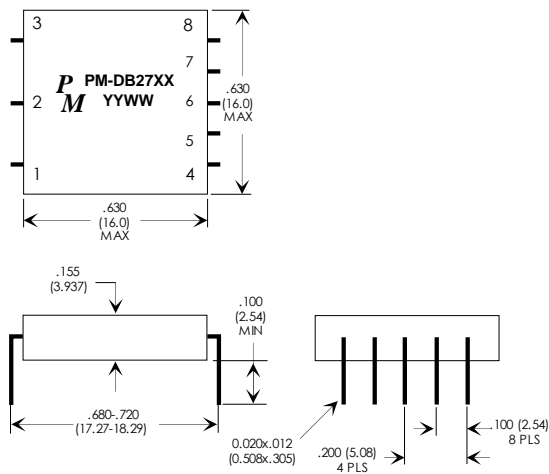 3
8
7
P
M
PM-DB27XX
YYWW
2
6
5
1
4
.630
(16.0)
MAX
.630
(16.0)
MAX
.155
(3.937)
.100
(2.54)
MIN
.680-.720
(17.27-18.29)
0.020x.012
(0.508x.305)
.200 (5.08)
4 PLS
.100 (2.54)
8 PLS